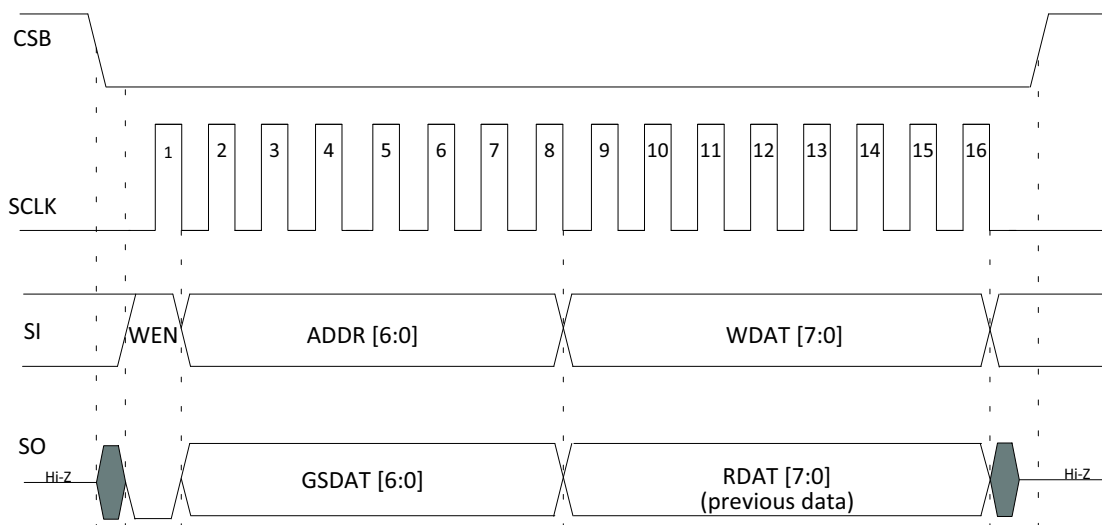 CSB
1 2 3 4 5 6 7 8 9 10 11 12 13 14 15 16
SCLK
SI
WEN
ADDR [6:0]
WDAT [7:0]
SO
Hi-Z
GSDAT [6:0]
RDAT [7:0]
(previous data)
Hi-Z